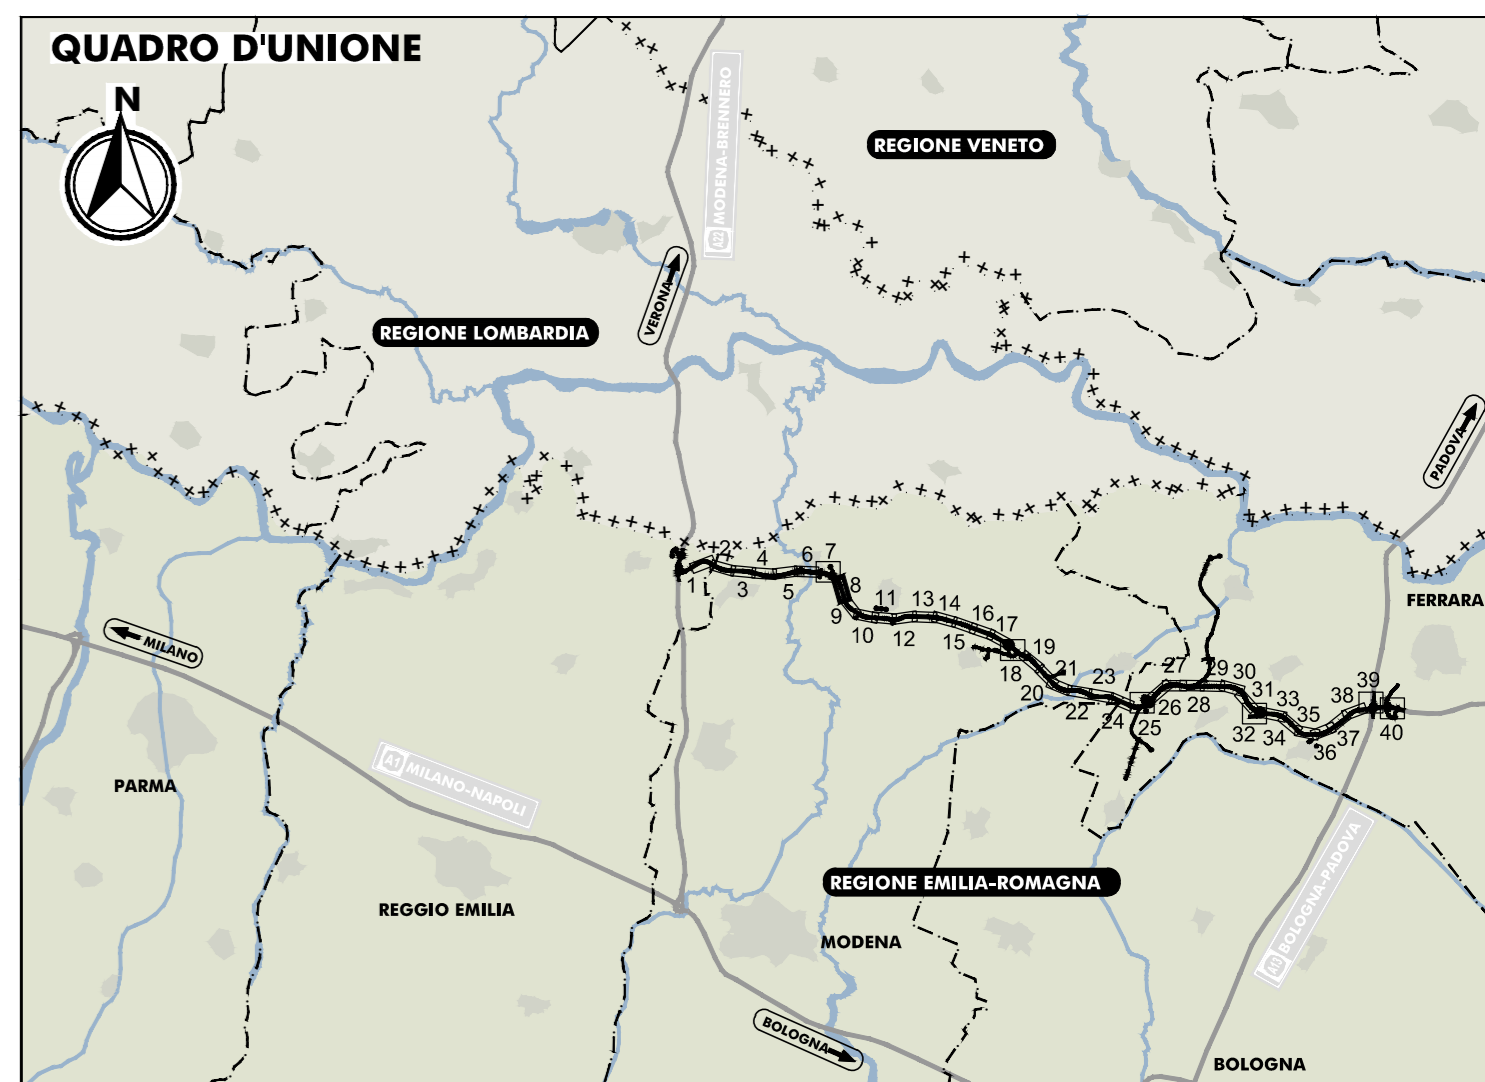 QUADRO D'UNIONE
N
A22 MODENA-BRENNERO
REGIONE VENETO
VERONA
REGIONE LOMBARDIA
PADOVA
FERRARA
MILANO
1
2
3
4
5
6
7
8
9
10
11
12
13
14
15
16
17
18
19
20
21
22
23
24
25
26
27
28
29
30
31
32
33
34
35
36
37
38
39
40
A1 MILANO-NAPOLI
PARMA
REGGIO EMILIA
REGIONE EMILIA-ROMAGNA
MODENA
A13 BOLOGNA-PADOVA
BOLOGNA
BOLOGNA